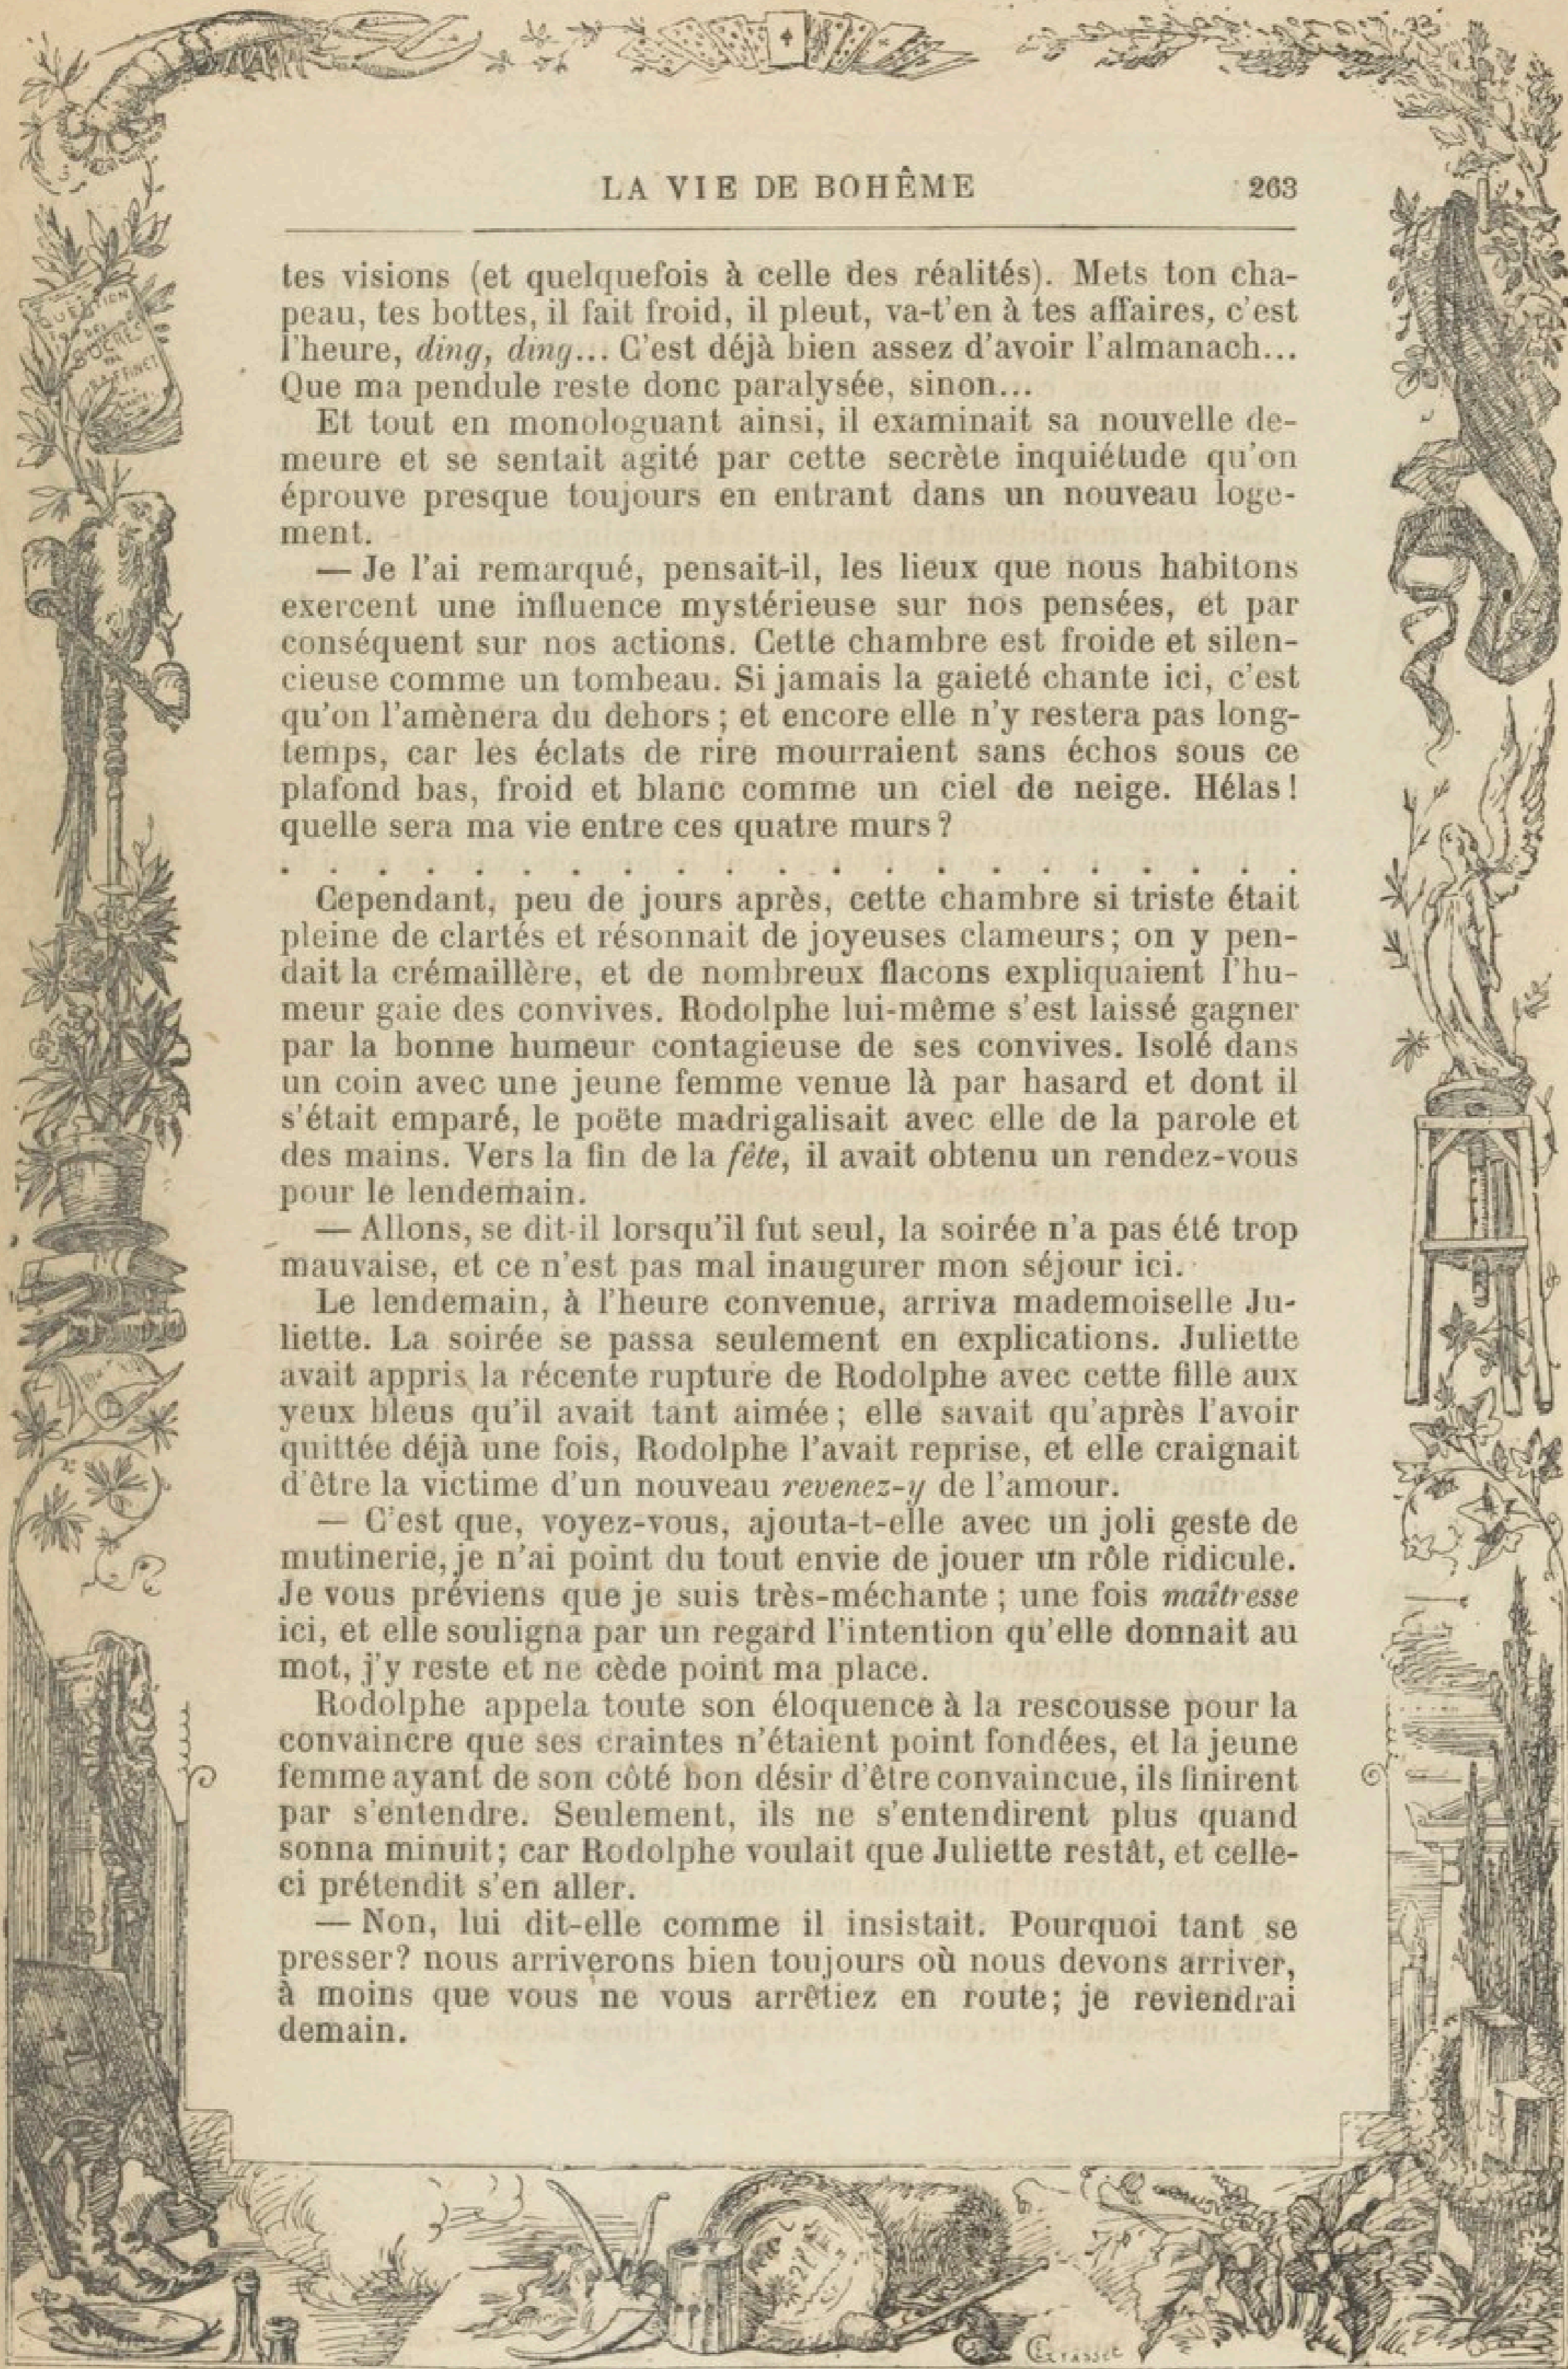 LA VIE DE BOHÊME 263
tes visions (et quelquefois à celle des réalités). Mets ton cha-
peau, tes bottes, il fait froid, il pleut, va-t'en à tes affaires, c'est
l'heure, ding, ding... C'est déjà bien assez d'avoir l'almanach...
Que ma pendule reste donc paralysée, sinon...
Et tout en monologuant ainsi, il examinait sa nouvelle de-
meure et se sentait agité par cette secrète inquiétude qu'on
éprouve presque toujours en entrant dans un nouveau loge-
ment.
— Je l'ai remarqué, pensait-il, les lieux que nous habitons
exercent une influence mystérieuse sur nos pensées, et par
conséquent sur nos actions. Cette chambre est froide et silen-
cieuse comme un tombeau. Si jamais la gaieté chante ici, c'est
qu'on l'amènera du dehors ; et encore elle n'y restera pas long-
temps, car les éclats de rire mourraient sans échos sous ce
plafond bas, froid et blanc comme un ciel de neige. Hélas !
quelle sera ma vie entre ces quatre murs ?
. . . . . . . . . . . . . . . . . . . .
Cependant, peu de jours après, cette chambre si triste était
pleine de clartés et résonnait de joyeuses clameurs ; on y pen-
dait la crémaillère, et de nombreux flacons expliquaient l'hu-
meur gaie des convives. Rodolphe lui-même s'est laissé gagner
par la bonne humeur contagieuse de ses convives. Isolé dans
un coin avec une jeune femme venue là par hasard et dont il
s'était emparé, le poëte madrigalisait avec elle de la parole et
des mains. Vers la fin de la fête, il avait obtenu un rendez-vous
pour le lendemain.
— Allons, se dit-il lorsqu'il fut seul, la soirée n'a pas été trop
mauvaise, et ce n'est pas mal inaugurer mon séjour ici.
Le lendemain, à l'heure convenue, arriva mademoiselle Ju-
liette. La soirée se passa seulement en explications. Juliette
avait appris la récente rupture de Rodolphe avec cette fille aux
yeux bleus qu'il avait tant aimée ; elle savait qu'après l'avoir
quittée déjà une fois, Rodolphe l'avait reprise, et elle craignait
d'être la victime d'un nouveau revenez-y de l'amour.
— C'est que, voyez-vous, ajouta-t-elle avec un joli geste de
mutinerie, je n'ai point du tout envie de jouer un rôle ridicule.
Je vous préviens que je suis très-méchante ; une fois maîtresse
ici, et elle souligna par un regard l'intention qu'elle donnait au
mot, j'y reste et ne cède point ma place.
Rodolphe appela toute son éloquence à la rescousse pour la
convaincre que ses craintes n'étaient point fondées, et la jeune
femme ayant de son côté bon désir d'être convaincue, ils finirent
par s'entendre. Seulement, ils ne s'entendirent plus quand
sonna minuit ; car Rodolphe voulait que Juliette restât, et celle-
ci prétendit s'en aller.
— Non, lui dit-elle comme il insistait. Pourquoi tant se
presser ? nous arriverons bien toujours où nous devons arriver,
à moins que vous ne vous arrêtiez en route ; je reviendrai
demain.
QUESTION
DES
SUCRES
RAFFINET
Grasset